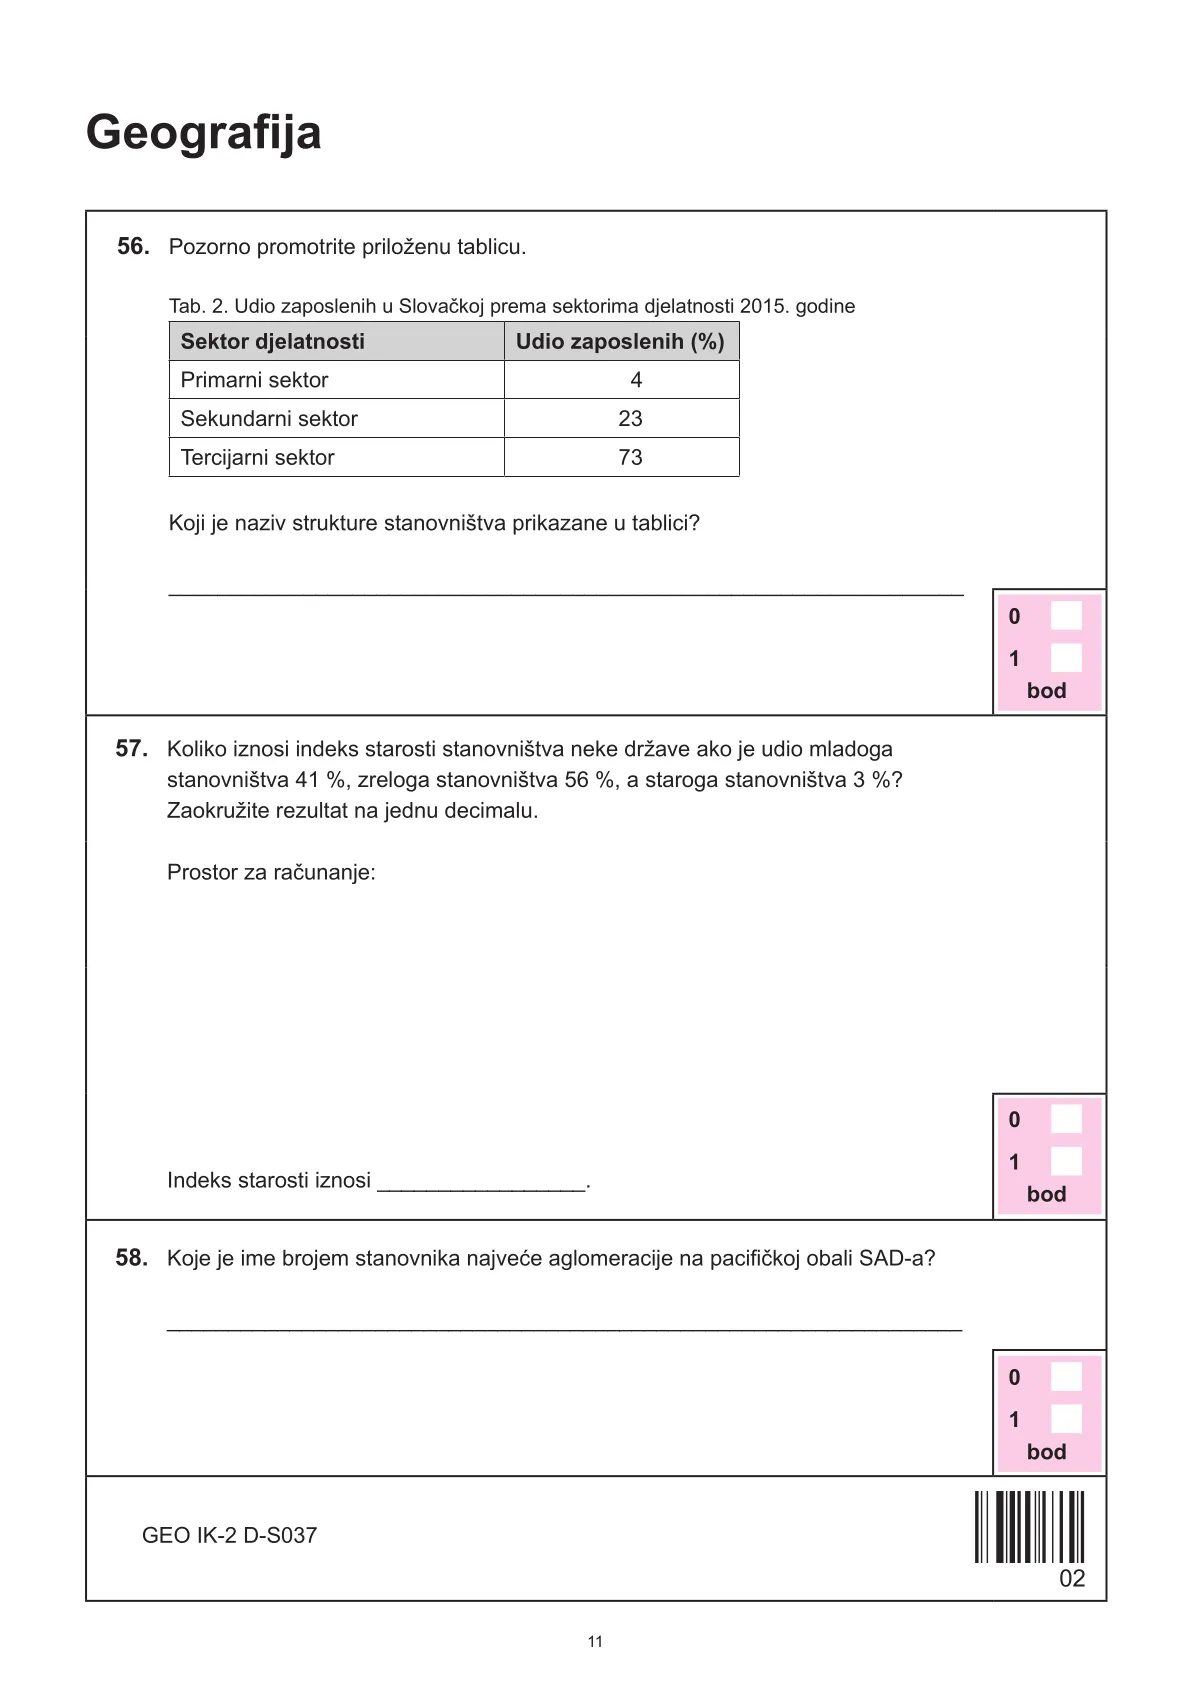 Geografija
56. Pozorno promotrite priloženu tablicu.
Tab. 2. Udio zaposlenih u Slovačkoj prema sektorima djelatnosti 2015. godine
Sektor djelatnosti Udio zaposlenih (%)
Primarni sektor 4
Sekundarni sektor 23
Tercijarni sektor 73
Koji je naziv strukture stanovništva prikazane u tablici?
_________________________________________________________________
0
1
bod
57. Koliko iznosi indeks starosti stanovništva neke države ako je udio mladoga
stanovništva 41 %, zreloga stanovništva 56 %, a staroga stanovništva 3 %?
Zaokružite rezultat na jednu decimalu.
Prostor za računanje:
Indeks starosti iznosi _________________.
0
1
bod
58. Koje je ime brojem stanovnika najveće aglomeracije na pacifičkoj obali SAD-a?
_________________________________________________________________
0
1
bod
GEO IK-2 D-S037
02
11